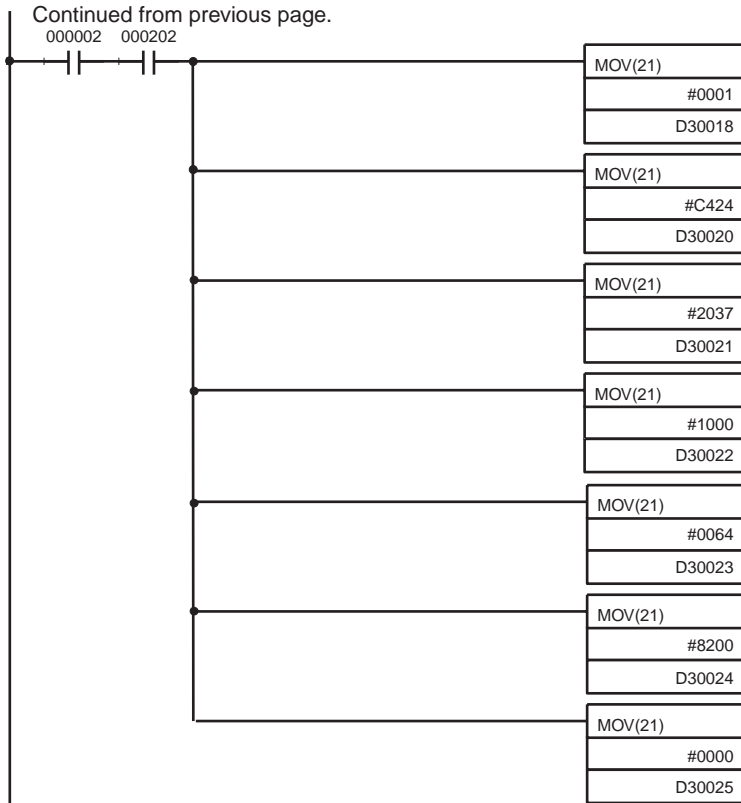 Continued from previous page.
000002 000202
MOV(21)
#0001
D30018
MOV(21)
#C424
D30020
MOV(21)
#2037
D30021
MOV(21)
#1000
D30022
MOV(21)
#0064
D30023
MOV(21)
#8200
D30024
MOV(21)
#0000
D30025